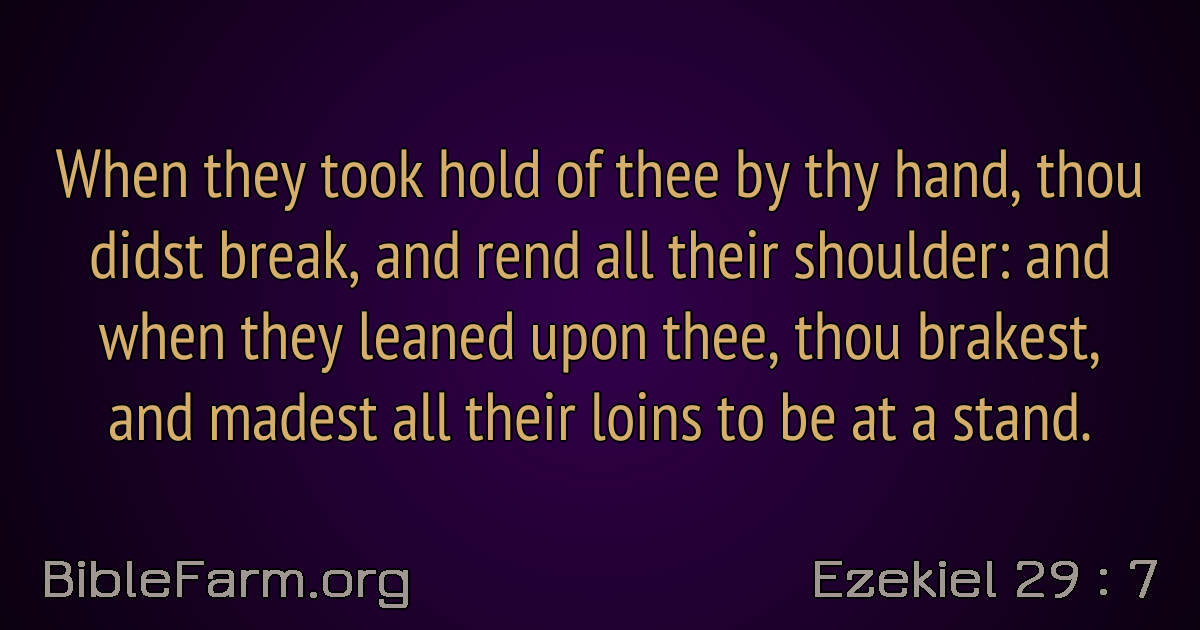 When they took hold of thee by thy hand, thou
didst break, and rend all their shoulder: and
when they leaned upon thee, thou brakest,
and madest all their loins to be at a stand.
BibleFarm.org
Ezekiel 29 : 7